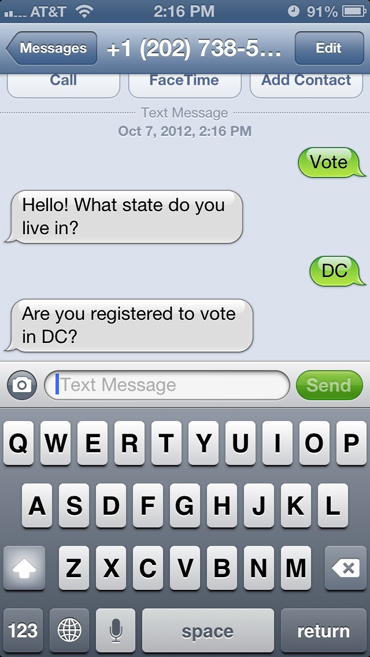 AT&T 2:16 PM 91%
Messages +1 (202) 738-5... Edit
Call FaceTime Add Contact
Text Message
Oct 7, 2012, 2:16 PM
Vote
Hello! What state do you
live in?
DC
Are you registered to vote
in DC?
Text Message Send
Q W E R T Y U I O P
A S D F G H J K L
Z X C V B N M
123 space return